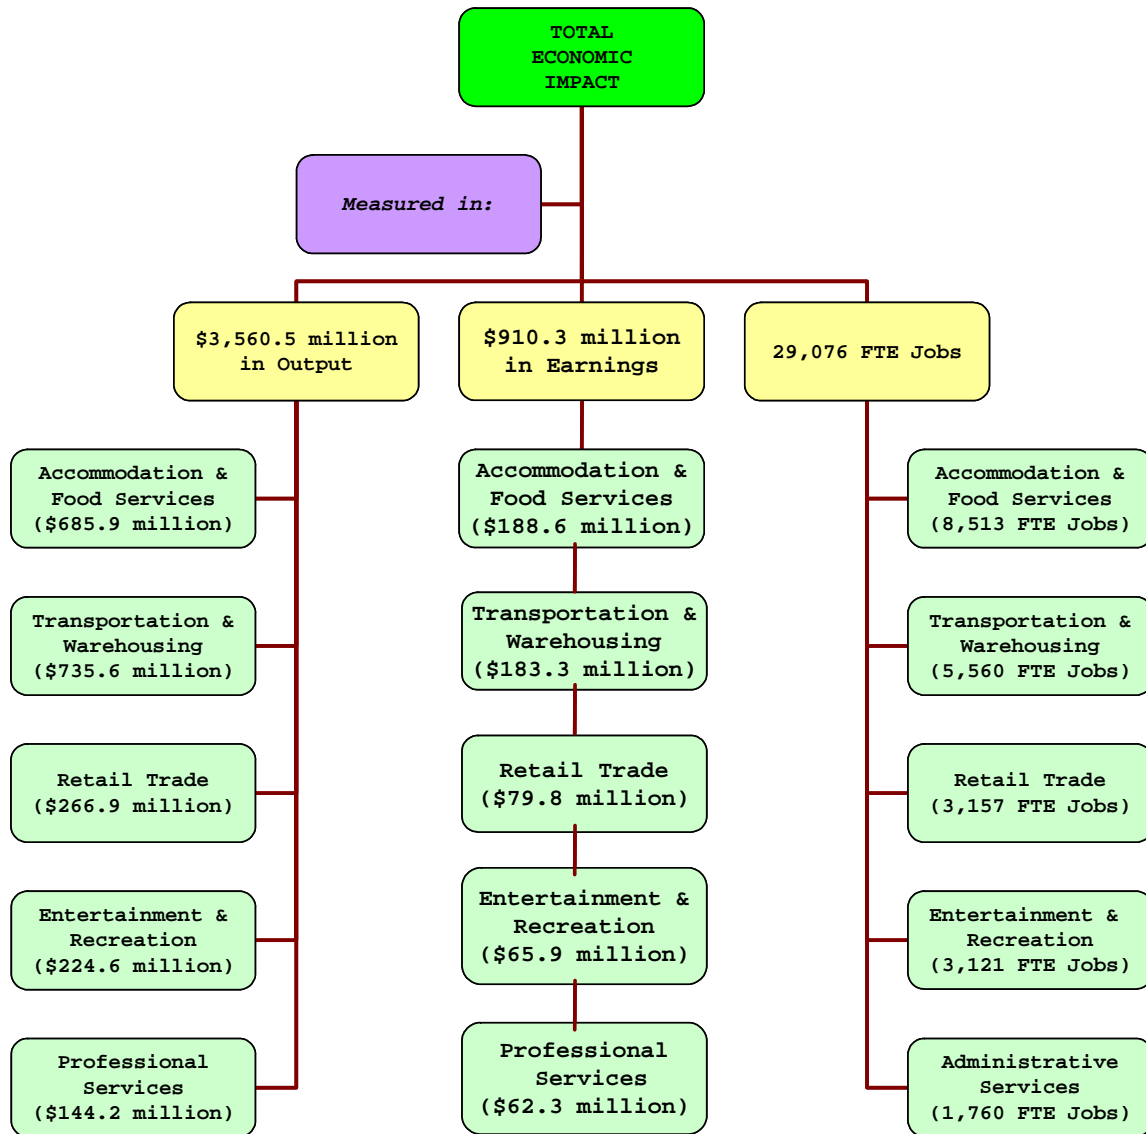 TOTAL
ECONOMIC
IMPACT
Measured in:
$3,560.5 million
in Output
$910.3 million
in Earnings
29,076 FTE Jobs
Accommodation &
Food Services
($685.9 million)
Accommodation &
Food Services
($188.6 million)
Accommodation &
Food Services
(8,513 FTE Jobs)
Transportation &
Warehousing
($735.6 million)
Transportation &
Warehousing
($183.3 million)
Transportation &
Warehousing
(5,560 FTE Jobs)
Retail Trade
($266.9 million)
Retail Trade
($79.8 million)
Retail Trade
(3,157 FTE Jobs)
Entertainment &
Recreation
($224.6 million)
Entertainment &
Recreation
($65.9 million)
Entertainment &
Recreation
(3,121 FTE Jobs)
Professional
Services
($144.2 million)
Professional
Services
($62.3 million)
Administrative
Services
(1,760 FTE Jobs)